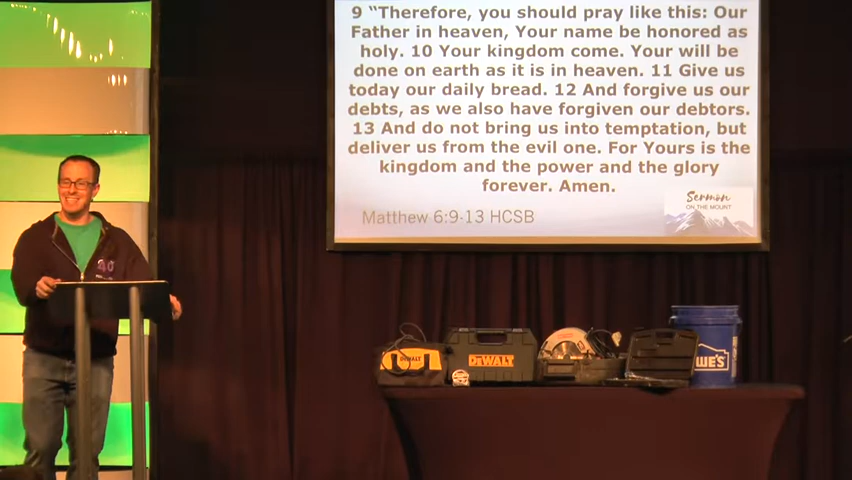 9 “Therefore, you should pray like this: Our
Father in heaven, Your name be honored as
holy. 10 Your kingdom come. Your will be
done on earth as it is in heaven. 11 Give us
today our daily bread. 12 And forgive us our
debts, as we also have forgiven our debtors.
13 And do not bring us into temptation, but
deliver us from the evil one. For Yours is the
kingdom and the power and the glory
forever. Amen.
Sermon
ON THE MOUNT
Matthew 6:9-13 HCSB
DEWALT
DEWALT
WE'S